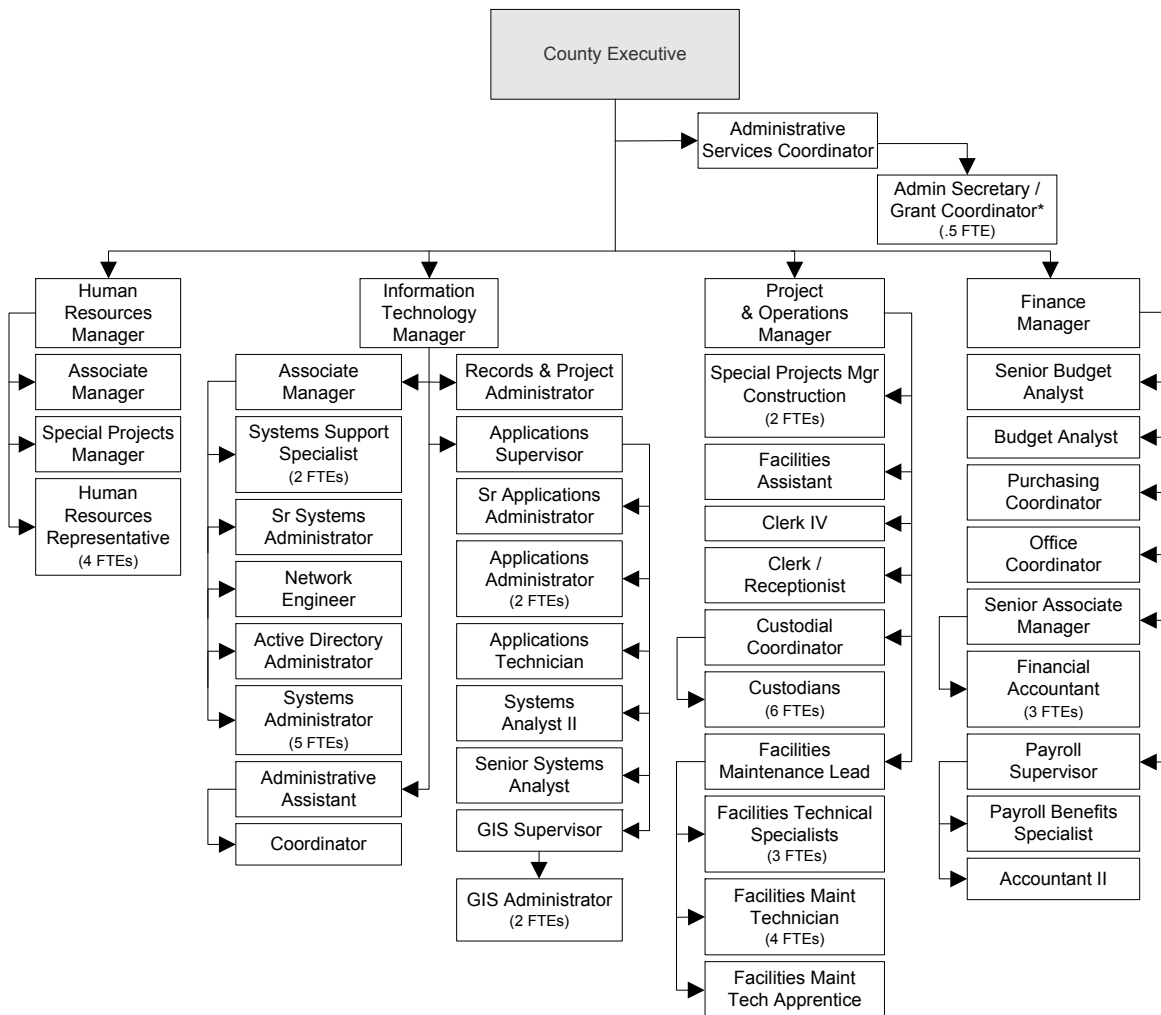 County Executive
Administrative
Services Coordinator
Admin Secretary /
Grant Coordinator*
(.5 FTE)
Human
Resources
Manager
Associate
Manager
Special Projects
Manager
Human
Resources
Representative
(4 FTEs)
Information
Technology
Manager
Associate
Manager
Systems Support
Specialist
(2 FTEs)
Sr Systems
Administrator
Network
Engineer
Active Directory
Administrator
Systems
Administrator
(5 FTEs)
Administrative
Assistant
Coordinator
Records & Project
Administrator
Applications
Supervisor
Sr Applications
Administrator
Applications
Administrator
(2 FTEs)
Applications
Technician
Systems
Analyst II
Senior Systems
Analyst
GIS Supervisor
GIS Administrator
(2 FTEs)
Project
& Operations
Manager
Special Projects Mgr
Construction
(2 FTEs)
Facilities
Assistant
Clerk IV
Clerk /
Receptionist
Custodial
Coordinator
Custodians
(6 FTEs)
Facilities
Maintenance Lead
Facilities Technical
Specialists
(3 FTEs)
Facilities Maint
Technician
(4 FTEs)
Facilities Maint
Tech Apprentice
Finance
Manager
Senior Budget
Analyst
Budget Analyst
Purchasing
Coordinator
Office
Coordinator
Senior Associate
Manager
Financial
Accountant
(3 FTEs)
Payroll
Supervisor
Payroll Benefits
Specialist
Accountant II